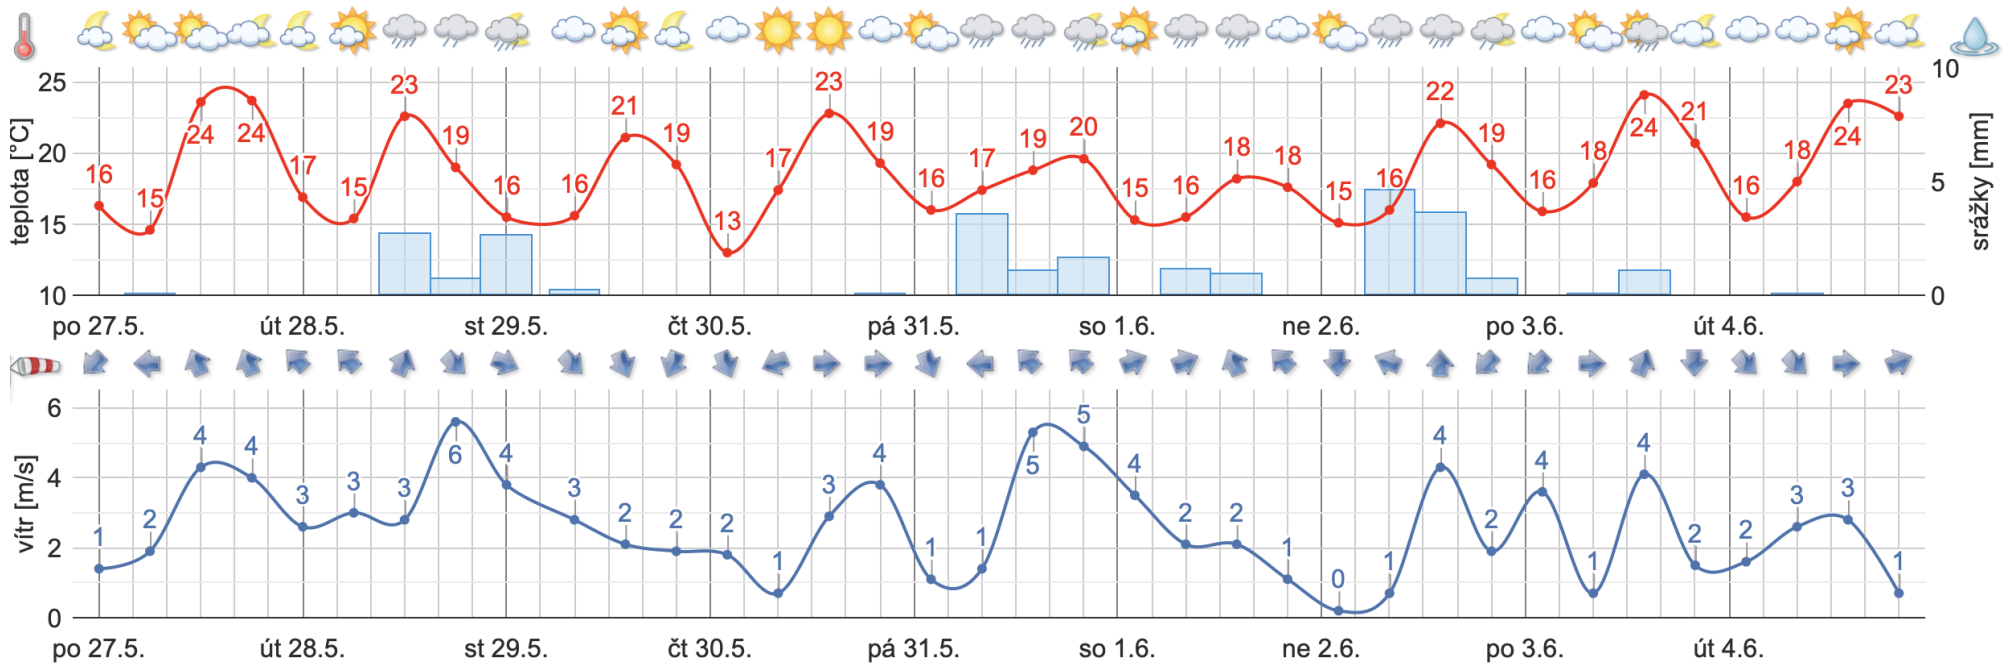 25
20
15
10
teplota [°C]
10
5
0
srážky [mm]
16 15 24 24 17 15 23 19 16 16 21 19 13 17 23 19 16 17 19 20 15 16 18 18 15 16 22 19 16 18 24 21 16 18 24 23
po 27.5. út 28.5. st 29.5. čt 30.5. pá 31.5. so 1.6. ne 2.6. po 3.6. út 4.6.
6
4
2
0
vítr [m/s]
1 2 4 4 3 3 3 6 4 3 2 2 2 1 3 4 1 1 5 5 4 2 2 1 0 1 4 2 4 1 4 2 2 3 3 1
po 27.5. út 28.5. st 29.5. čt 30.5. pá 31.5. so 1.6. ne 2.6. po 3.6. út 4.6.